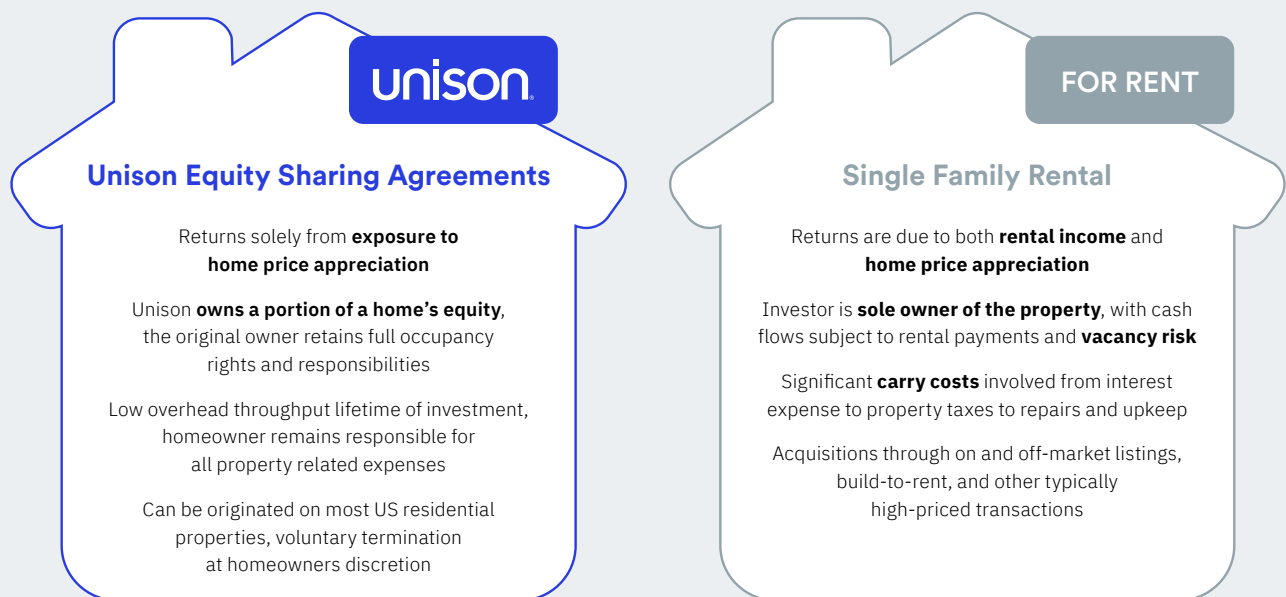 unison
Unison Equity Sharing Agreements
Returns solely from exposure to
home price appreciation
Unison owns a portion of a home’s equity,
the original owner retains full occupancy
rights and responsibilities
Low overhead throughput lifetime of investment,
homeowner remains responsible for
all property related expenses
Can be originated on most US residential
properties, voluntary termination
at homeowners discretion
FOR RENT
Single Family Rental
Returns are due to both rental income and
home price appreciation
Investor is sole owner of the property, with cash
flows subject to rental payments and vacancy risk
Significant carry costs involved from interest
expense to property taxes to repairs and upkeep
Acquisitions through on and off-market listings,
build-to-rent, and other typically
high-priced transactions